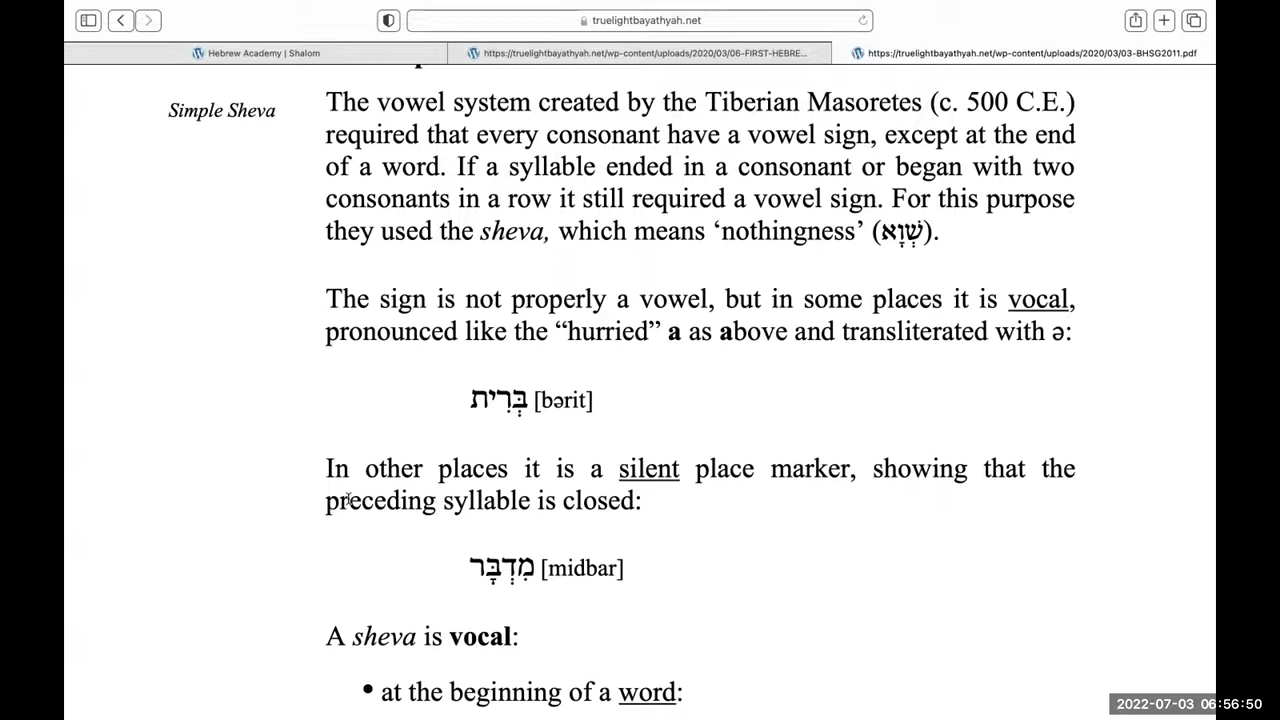 truelightbayathyah.net
Hebrew Academy | Shalom
https://truelightbayathyah.net/wp-content/uploads/2020/03/06-FIRST-HEBRE...
https://truelightbayathyah.net/wp-content/uploads/2020/03/03-BHSG2011.pdf
Simple Sheva
The vowel system created by the Tiberian Masoretes (c. 500 C.E.)
required that every consonant have a vowel sign, except at the end
of a word. If a syllable ended in a consonant or began with two
consonants in a row it still required a vowel sign. For this purpose
they used the sheva, which means ‘nothingness’ (שְׁוָא).
The sign is not properly a vowel, but in some places it is vocal,
pronounced like the “hurried” a as above and transliterated with ə:
בְּרִית [bərit]
In other places it is a silent place marker, showing that the
preceding syllable is closed:
מִדְבָּר [midbar]
A sheva is vocal:
• at the beginning of a word:
2022-07-03 06:56:50